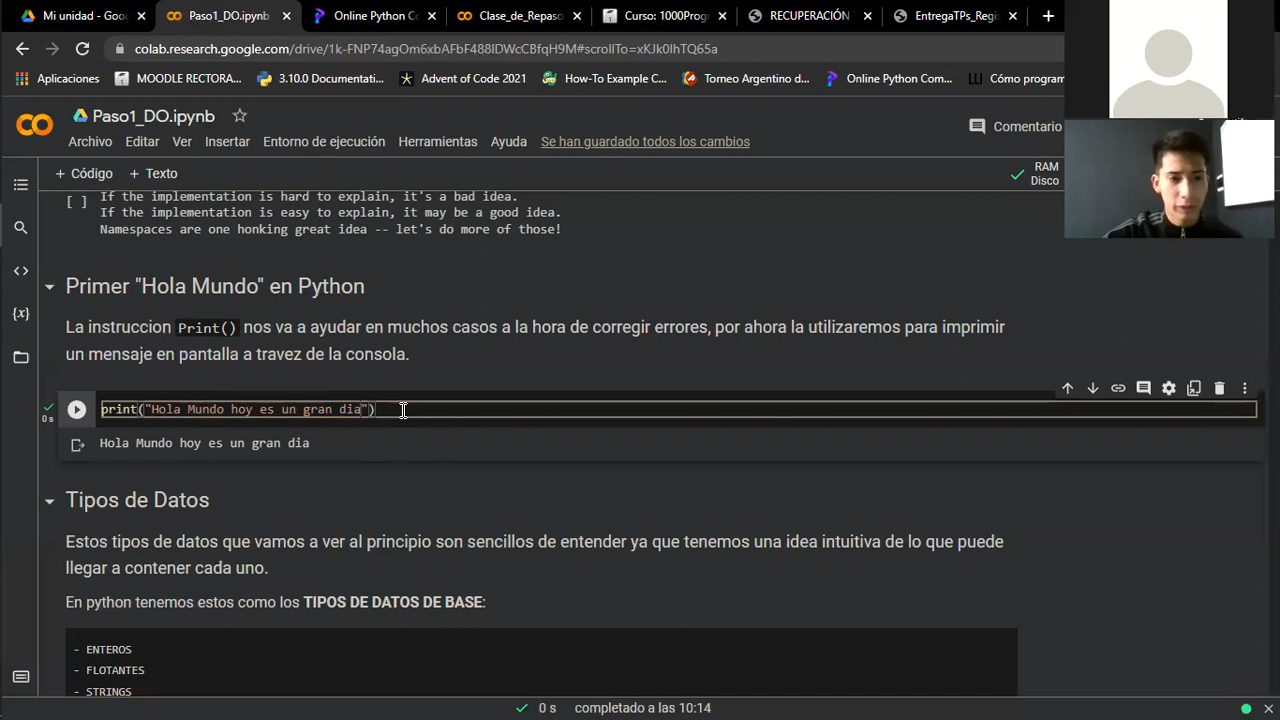 Mi unidad - Goo
Paso1_DO.ipynb
Online Python Co
Clase_de_Repaso
Curso: 1000Prog
RECUPERACIÓN
EntregaTPs_Regi
colab.research.google.com/drive/1k-FNP74agOm6xbAFbF488lDWcCBfqH9M#scrollTo=xKJk0IhTQ65a
Aplicaciones
MOODLE RECTORA...
3.10.0 Documentati...
Advent of Code 2021
How-To Example C...
Torneo Argentino d...
Online Python Com...
Cómo program
Paso1_DO.ipynb
Archivo Editar Ver Insertar Entorno de ejecución Herramientas Ayuda Se han guardado todos los cambios
Comentario
+ Código + Texto
RAM
Disco
If the implementation is hard to explain, it's a bad idea.
[ ] If the implementation is easy to explain, it may be a good idea.
Namespaces are one honking great idea -- let's do more of those!
Primer "Hola Mundo" en Python
La instruccion Print() nos va a ayudar en muchos casos a la hora de corregir errores, por ahora la utilizaremos para imprimir
un mensaje en pantalla a travez de la consola.
print("Hola Mundo hoy es un gran dia")
0 s
Hola Mundo hoy es un gran dia
Tipos de Datos
Estos tipos de datos que vamos a ver al principio son sencillos de entender ya que tenemos una idea intuitiva de lo que puede
llegar a contener cada uno.
En python tenemos estos como los TIPOS DE DATOS DE BASE:
- ENTEROS
- FLOTANTES
- STRINGS
0 s completado a las 10:14